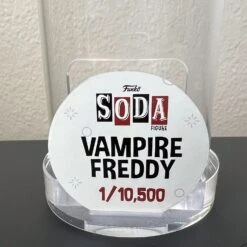 Funko
SODA
FIGURE
VAMPIRE
FREDDY
1/10,500